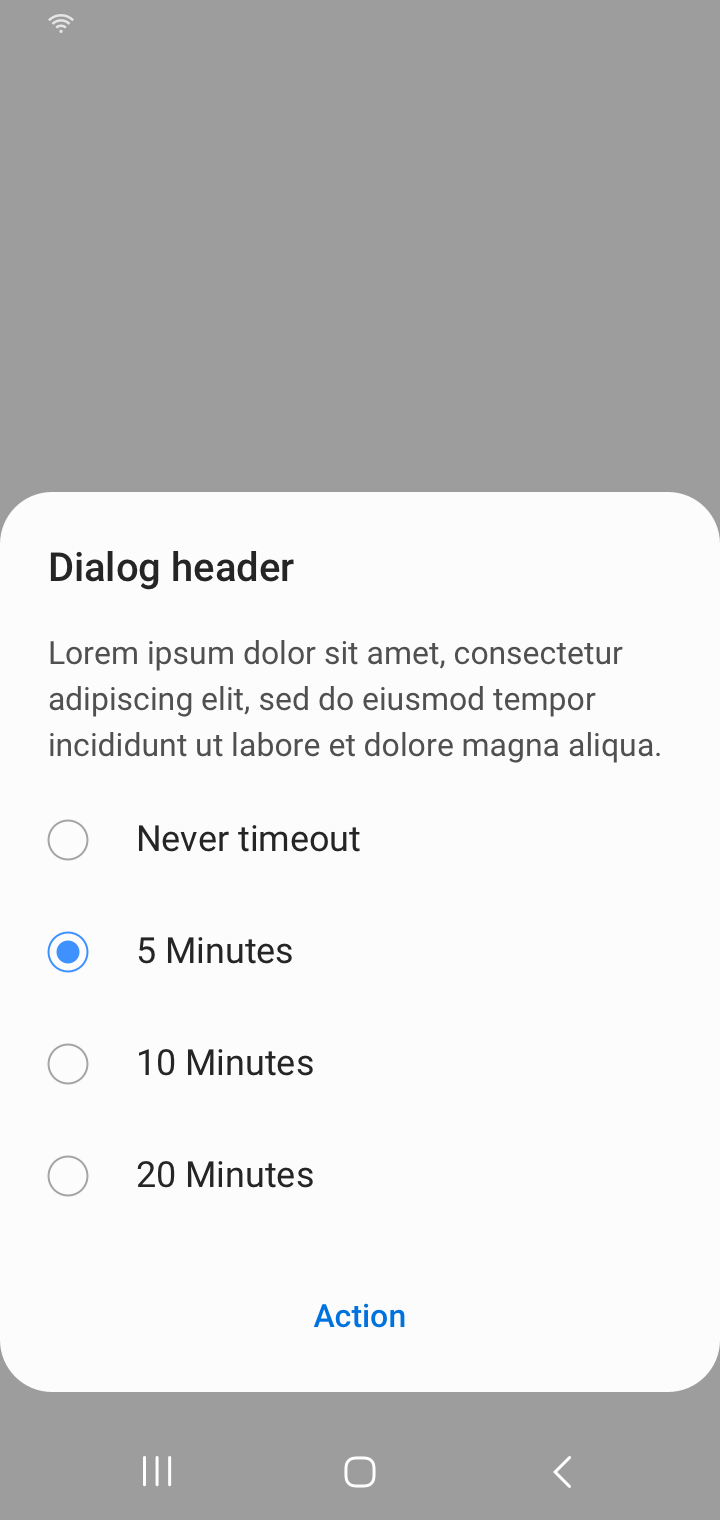 Dialog header
Lorem ipsum dolor sit amet, consectetur
adipiscing elit, sed do eiusmod tempor
incididunt ut labore et dolore magna aliqua.
Never timeout
5 Minutes
10 Minutes
20 Minutes
Action